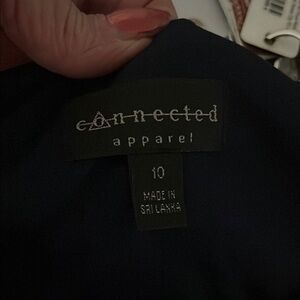 connected
apparel
10
MADE IN
SRI LANKA